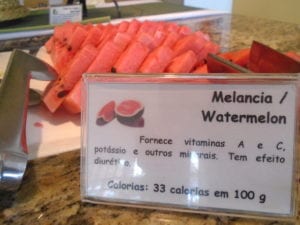 Melancia /
Watermelon
Fornece vitaminas A e C,
potássio e outros minerais. Tem efeito
diurético.
Calorias: 33 calorias em 100 g